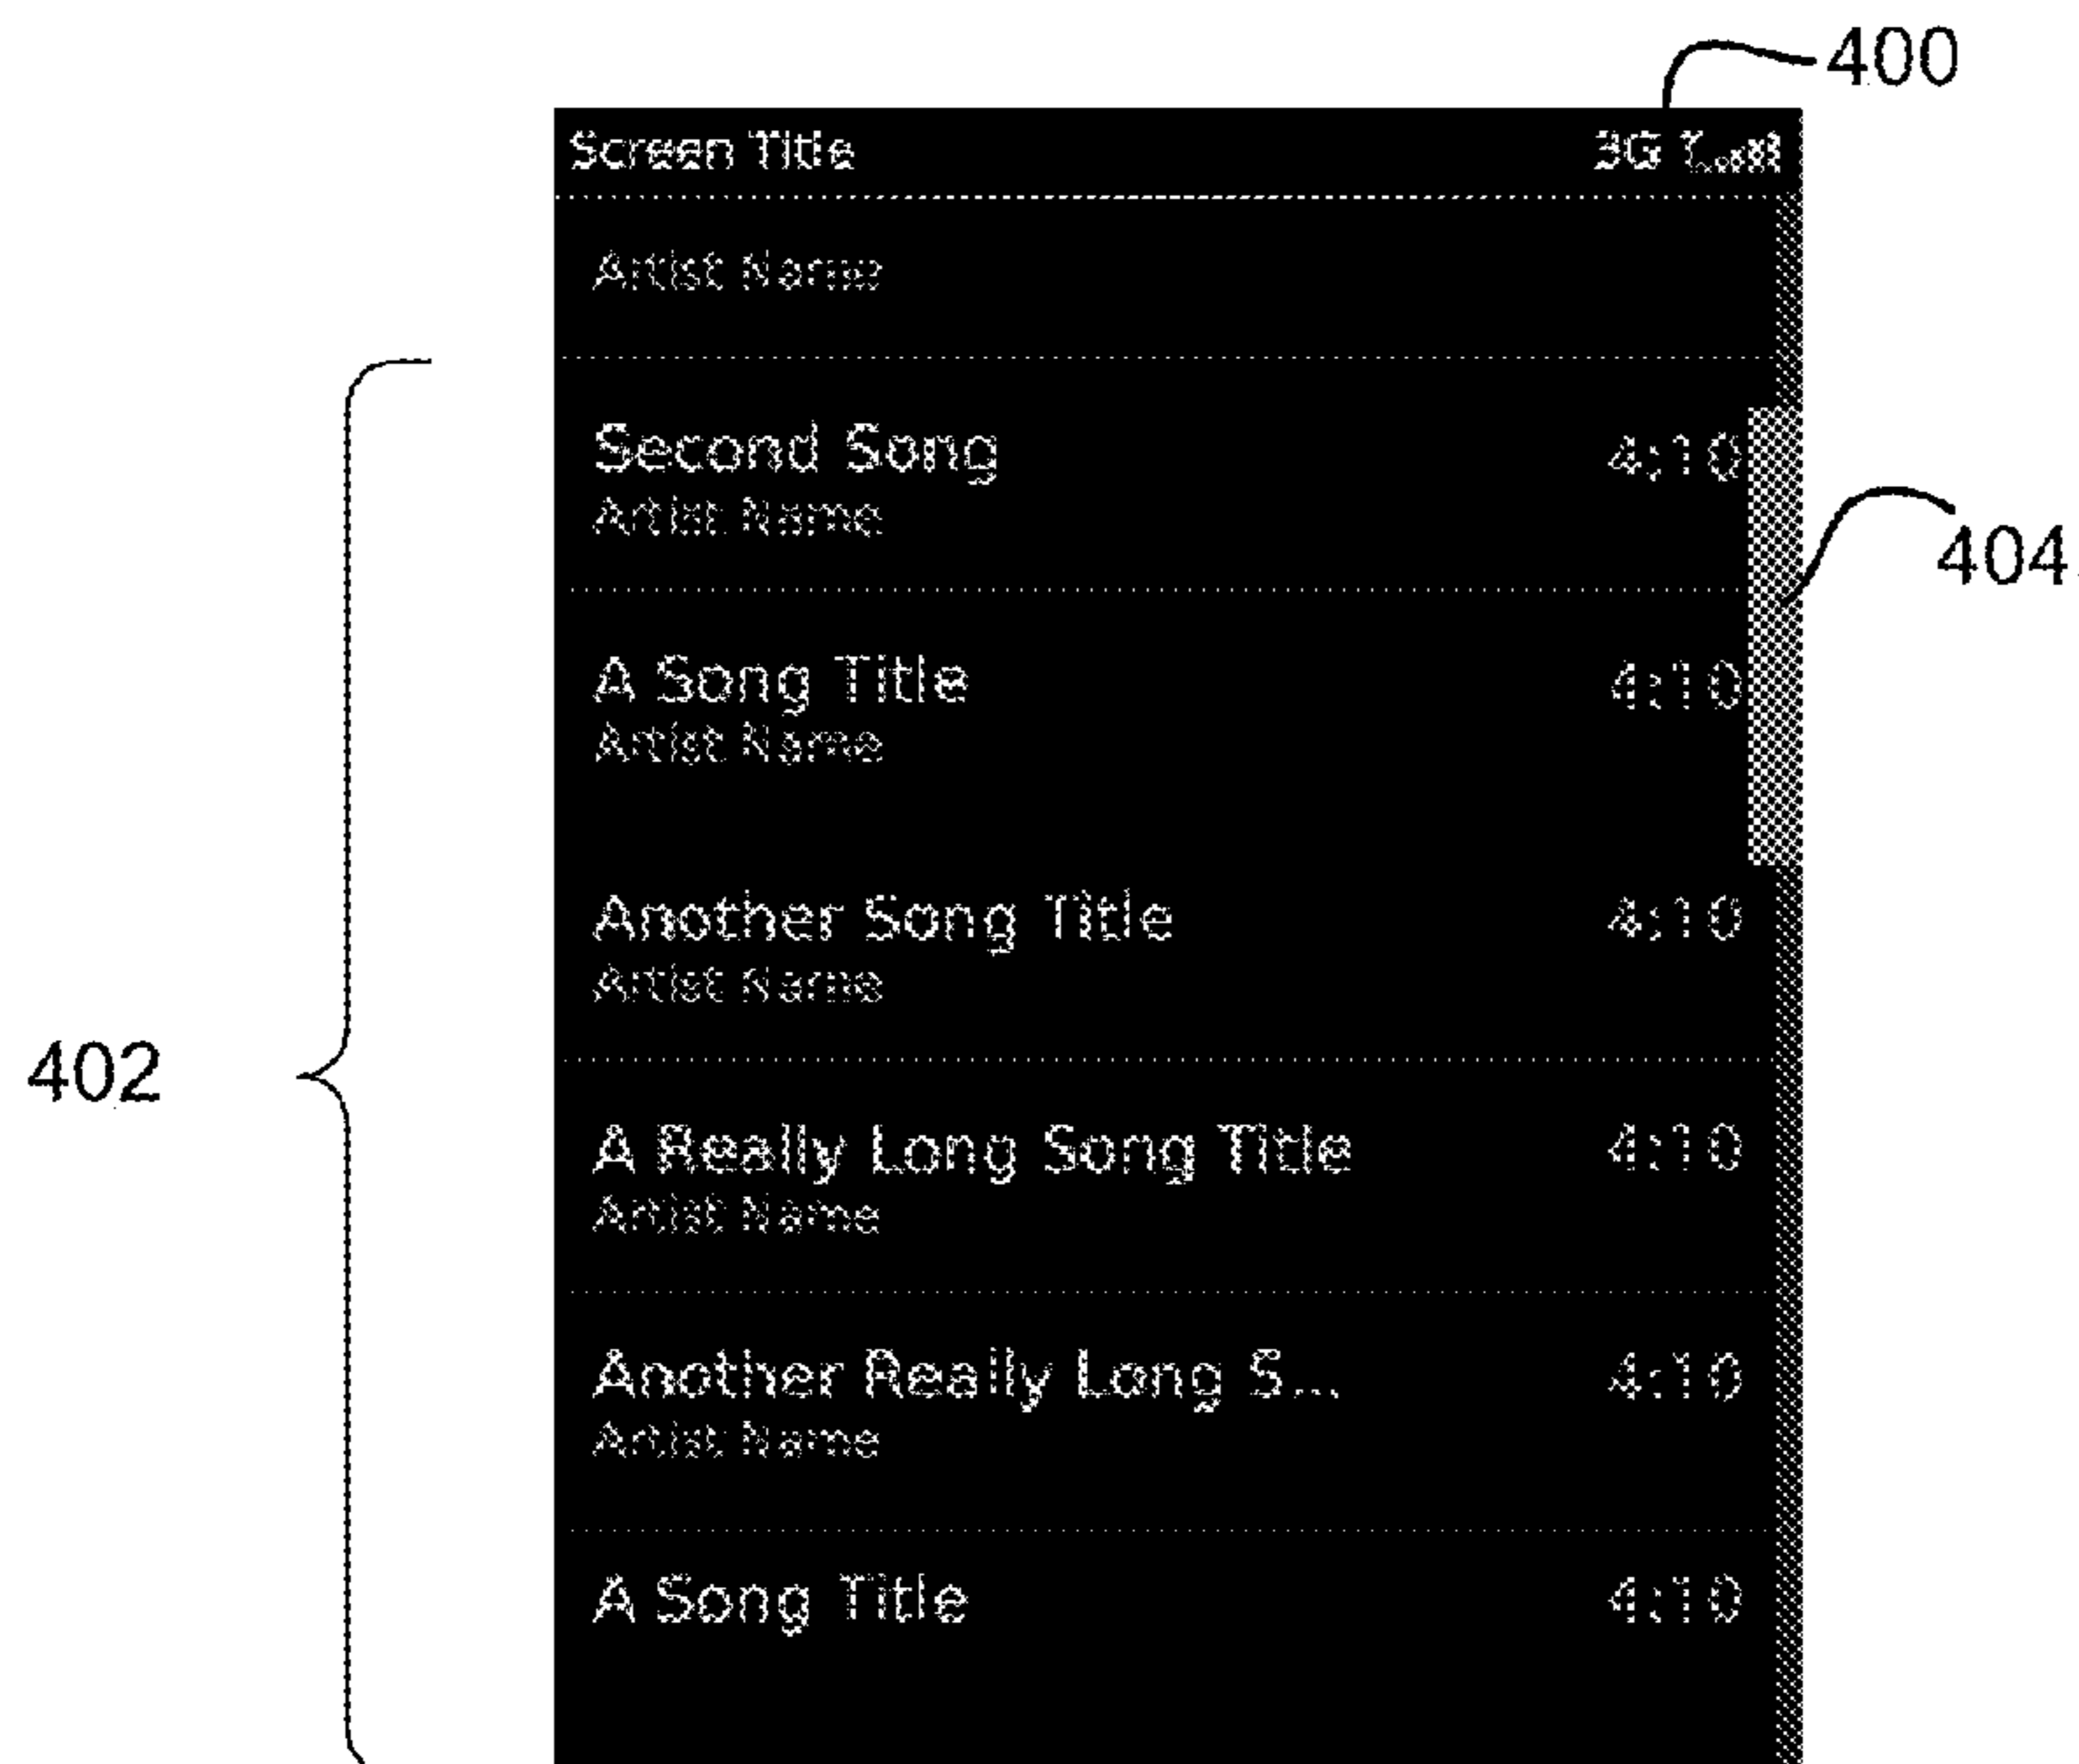 400
Screen Title 3G
Artist Name
Second Song 4:10
Artist Name
404
A Song Title 4:10
Artist Name
Another Song Title 4:10
Artist Name
402
A Really Long Song Title 4:10
Artist Name
Another Really Long S... 4:10
Artist Name
A Song Title 4:10